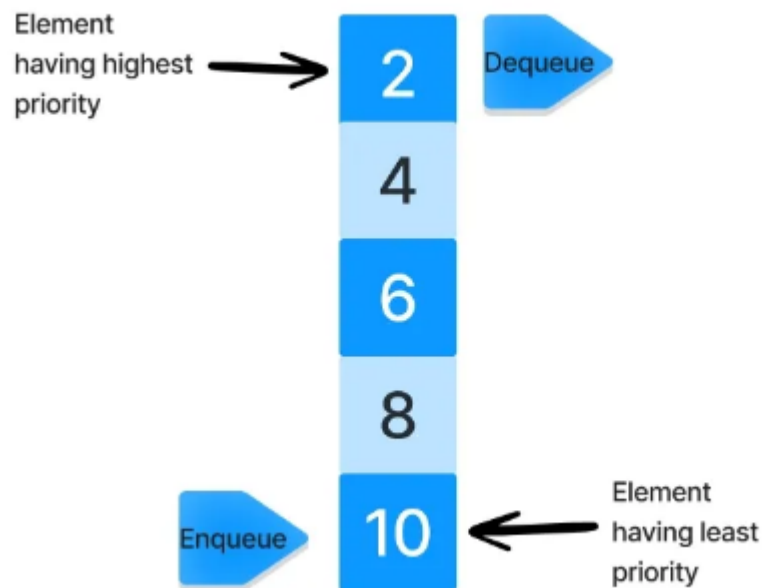 Element
having highest
priority
2
Dequeue
4
6
8
10
Enqueue
Element
having least
priority